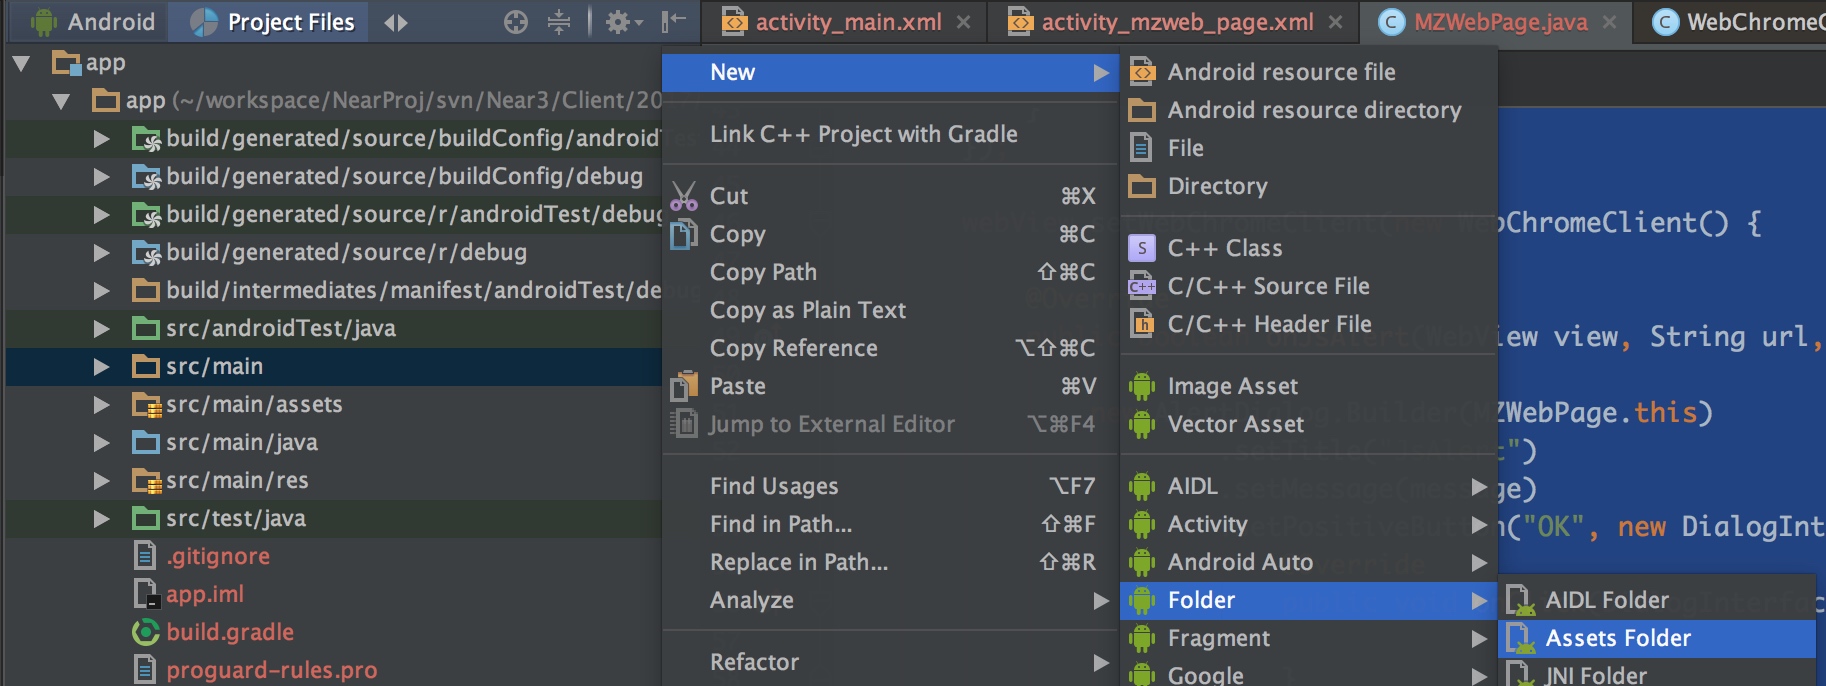 Android Project Files activity_main.xml activity_mzweb_page.xml MZWebPage.java WebChromeC
app
app (~/workspace/NearProj/svn/Near3/Client/20
build/generated/source/buildConfig/android
build/generated/source/buildConfig/debug
build/generated/source/r/androidTest/debug
build/generated/source/r/debug
build/intermediates/manifest/androidTest/de
src/androidTest/java
src/main
src/main/assets
src/main/java
src/main/res
src/test/java
.gitignore
app.iml
build.gradle
proguard-rules.pro
New
Link C++ Project with Gradle
Cut ⌘X
Copy ⌘C
Copy Path ⇧⌘C
Copy as Plain Text
Copy Reference ⌥⇧⌘C
Paste ⌘V
Jump to External Editor ⌥⌘F4
Find Usages ⌥F7
Find in Path... ⇧⌘F
Replace in Path... ⇧⌘R
Analyze
Refactor
Android resource file
Android resource directory
File
Directory
S C++ Class
C++ C/C++ Source File
h C/C++ Header File
Image Asset
Vector Asset
AIDL
Activity
Android Auto
Folder
Fragment
Google
AIDL Folder
Assets Folder
JNI Folder
WebChromeClient() {
View view, String url,
MZWebPage.this)
")
ge)
("OK", new DialogInt